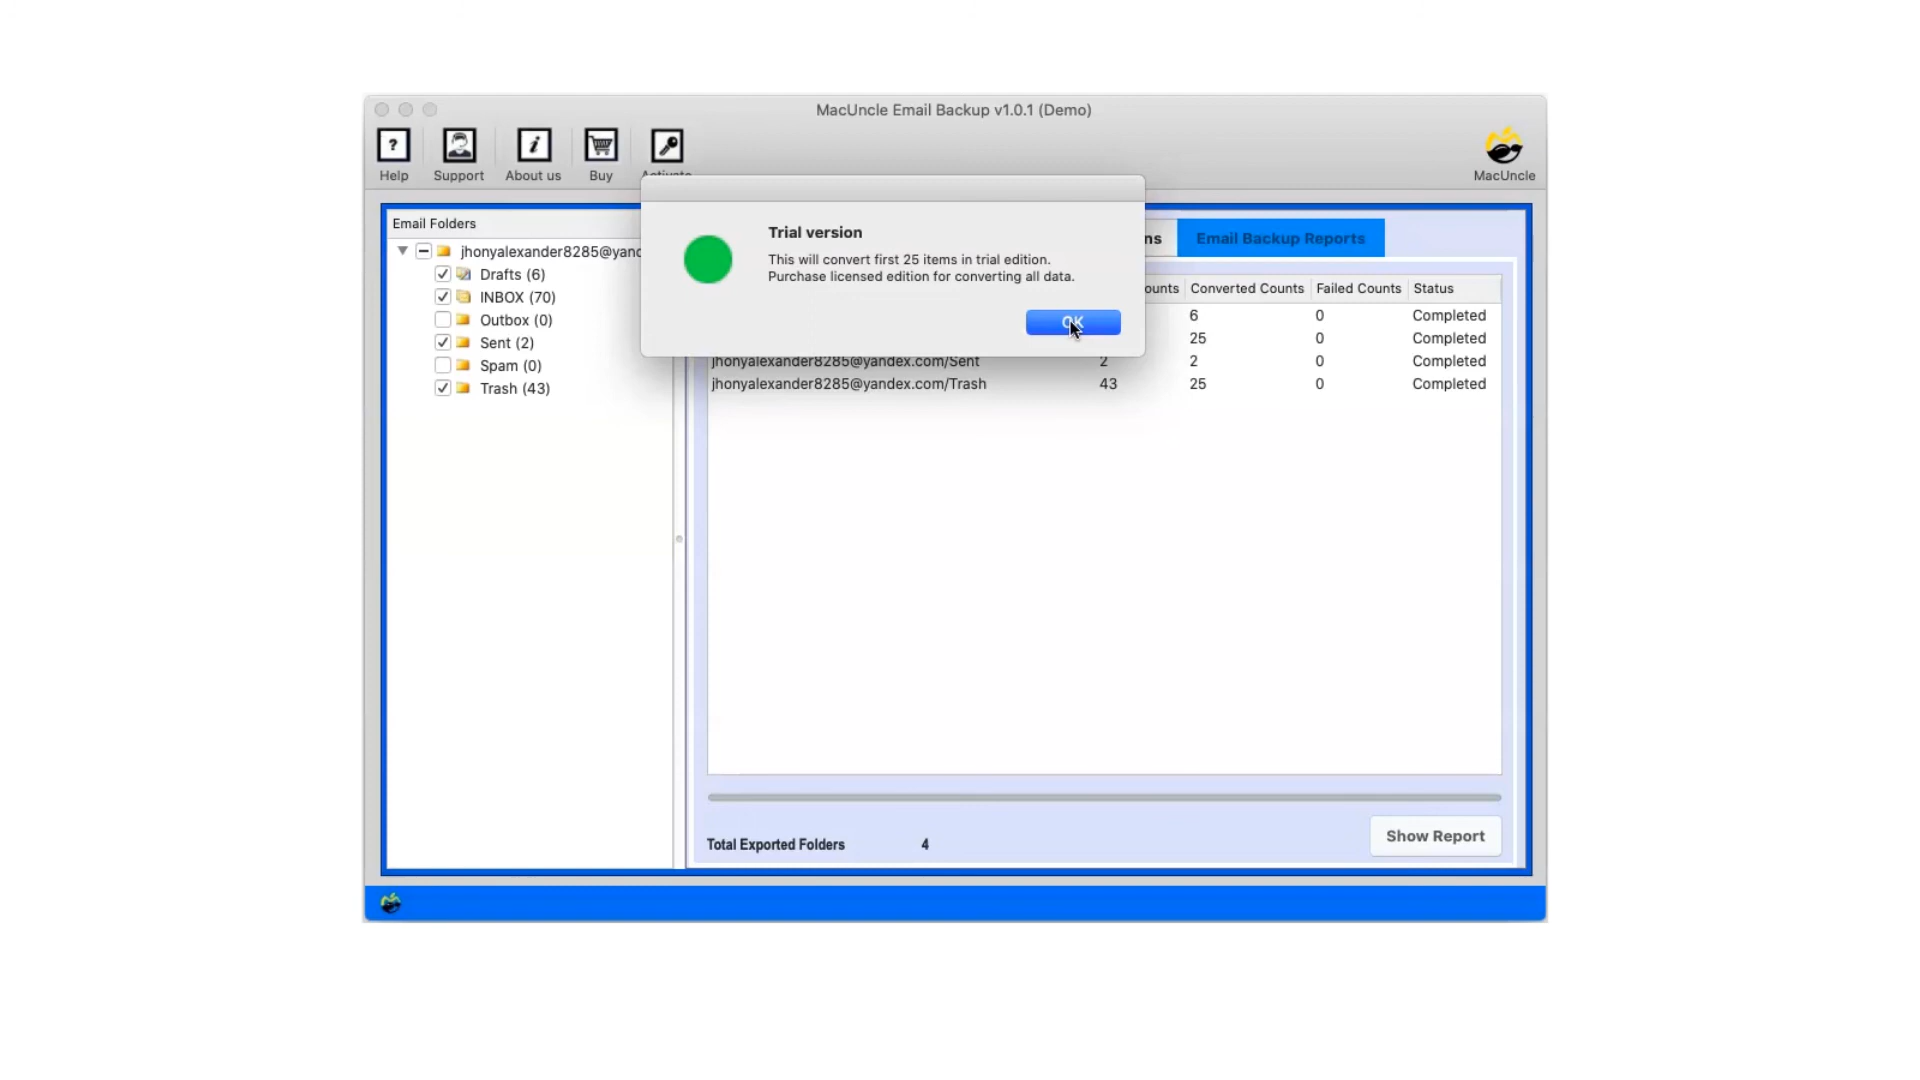 MacUncle Email Backup v1.0.1 (Demo)
?
i
Help
Support
About us
Buy
MacUncle
Email Folders
jhonyalexander8285@yand
Drafts (6)
INBOX (70)
Outbox (0)
Sent (2)
Spam (0)
Trash (43)
Trial version
This will convert first 25 items in trial edition.
Purchase licensed edition for converting all data.
OK
ns
Email Backup Reports
ounts Converted Counts Failed Counts Status
6 0 Completed
25 0 Completed
jhonyalexander8285@yandex.com/Sent 2 2 0 Completed
jhonyalexander8285@yandex.com/Trash 43 25 0 Completed
Total Exported Folders 4
Show Report